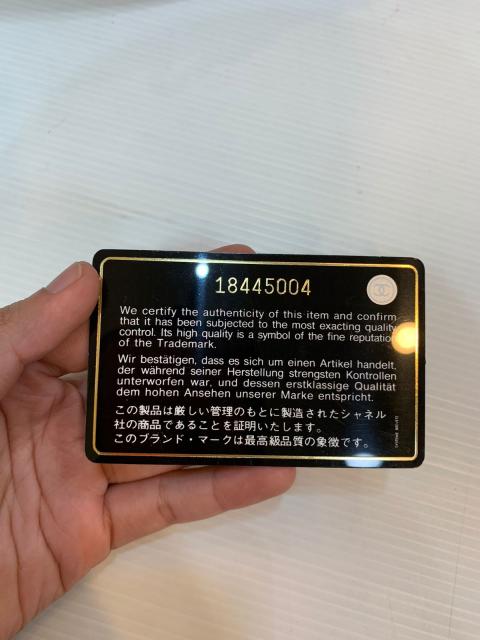 18445004
We certify the authenticity of this item and confirm
that it has been subjected to the most exacting quality
control. Its high quality is a symbol of the fine reputation
of the Trademark.
Wir bestätigen, dass es sich um einen Artikel handelt,
der während seiner Herstellung strengsten Kontrollen
unterworfen war, und dessen erstklassige Qualität
dem hohen Ansehen unserer Marke entspricht.
この製品は厳しい管理のもとに製造されたシャネル
社の商品であることを証明いたします。
このブランド・マークは最高級品質の象徴です。